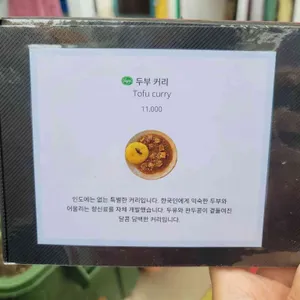 두부 커리
Tofu curry
11,000
인도에는 없는 특별한 커리입니다. 한국인에게 익숙한 두부와
어울리는 향신료를 자체 개발했습니다. 두유와 완두콩이 곁들여진
달콤 담백한 커리입니다.